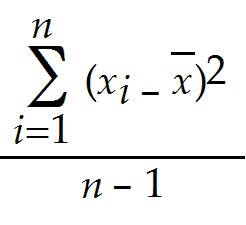 n
∑ (xi – x̄)2
i=1
n – 1